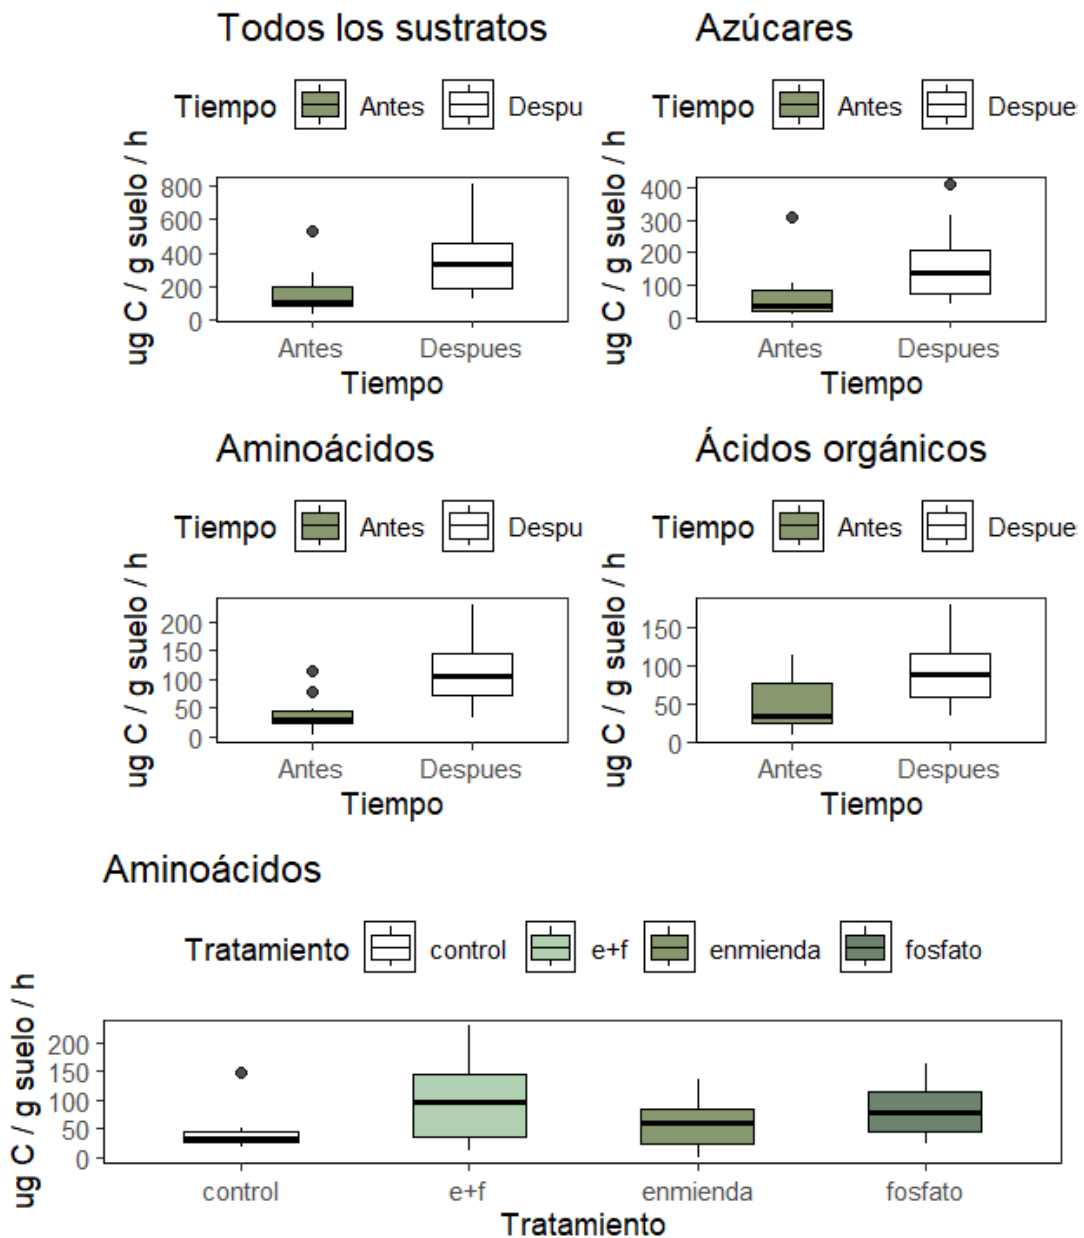 Todos los sustratos
Azúcares
Tiempo Antes Despu
Tiempo Antes Despue
ug C / g suelo / h
800
600
400
200
0
Antes Despues
Tiempo
ug C / g suelo / h
400
300
200
100
0
Antes Despues
Tiempo
Aminoácidos
Ácidos orgánicos
Tiempo Antes Despu
Tiempo Antes Despue
ug C / g suelo / h
200
150
100
50
0
Antes Despues
Tiempo
ug C / g suelo / h
150
100
50
0
Antes Despues
Tiempo
Aminoácidos
Tratamiento control e+f enmienda fosfato
ug C / g suelo / h
200
150
100
50
0
control e+f enmienda fosfato
Tratamiento